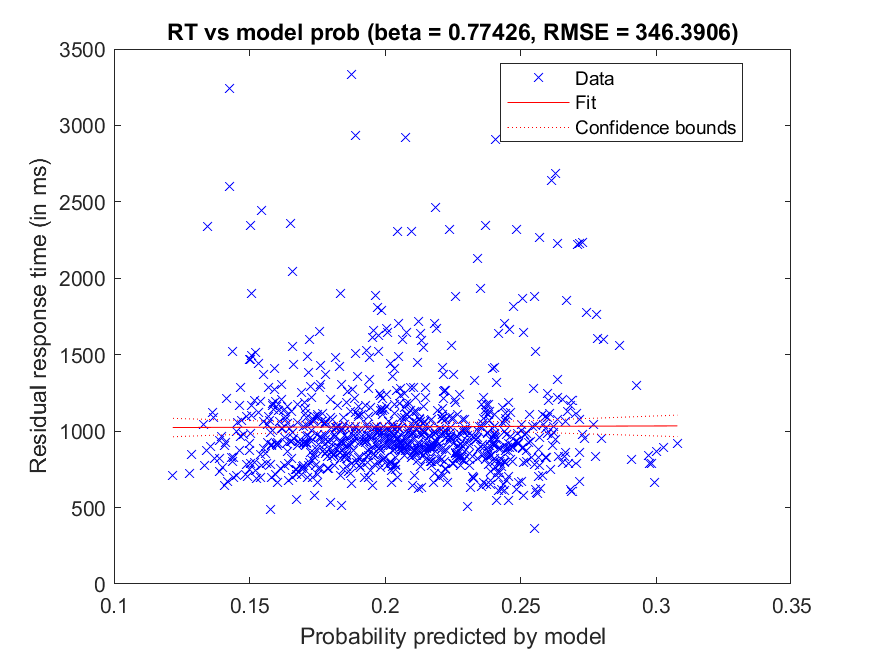 RT vs model prob (beta = 0.77426, RMSE = 346.3906)
3500
3000
2500
2000
1500
1000
500
0
Residual response time (in ms)
Data
Fit
Confidence bounds
0.1
0.15
0.2
0.25
0.3
0.35
Probability predicted by model